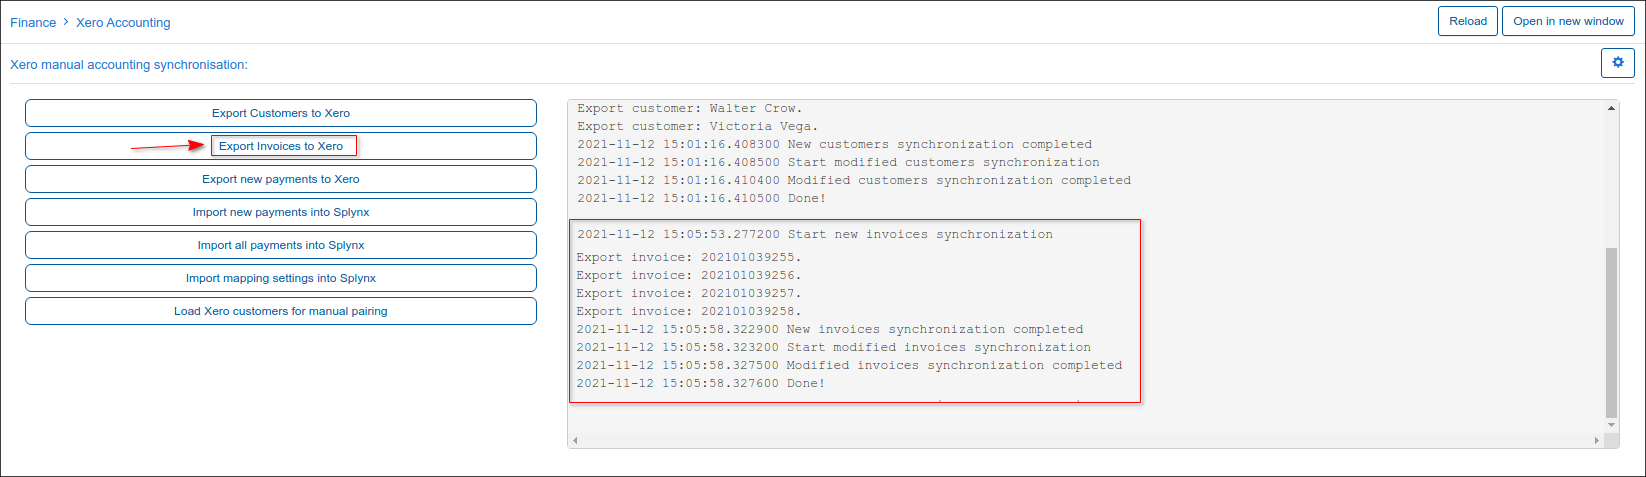 Finance > Xero Accounting
Reload
Open in new window
Xero manual accounting synchronisation:
Export Customers to Xero
Export Invoices to Xero
Export new payments to Xero
Import new payments into Splynx
Import all payments into Splynx
Import mapping settings into Splynx
Load Xero customers for manual pairing
Export customer: Walter Crow.
Export customer: Victoria Vega.
2021-11-12 15:01:16.408300 New customers synchronization completed
2021-11-12 15:01:16.408500 Start modified customers synchronization
2021-11-12 15:01:16.410400 Modified customers synchronization completed
2021-11-12 15:01:16.410500 Done!
2021-11-12 15:05:53.277200 Start new invoices synchronization
Export invoice: 202101039255.
Export invoice: 202101039256.
Export invoice: 202101039257.
Export invoice: 202101039258.
2021-11-12 15:05:58.322900 New invoices synchronization completed
2021-11-12 15:05:58.323200 Start modified invoices synchronization
2021-11-12 15:05:58.327500 Modified invoices synchronization completed
2021-11-12 15:05:58.327600 Done!